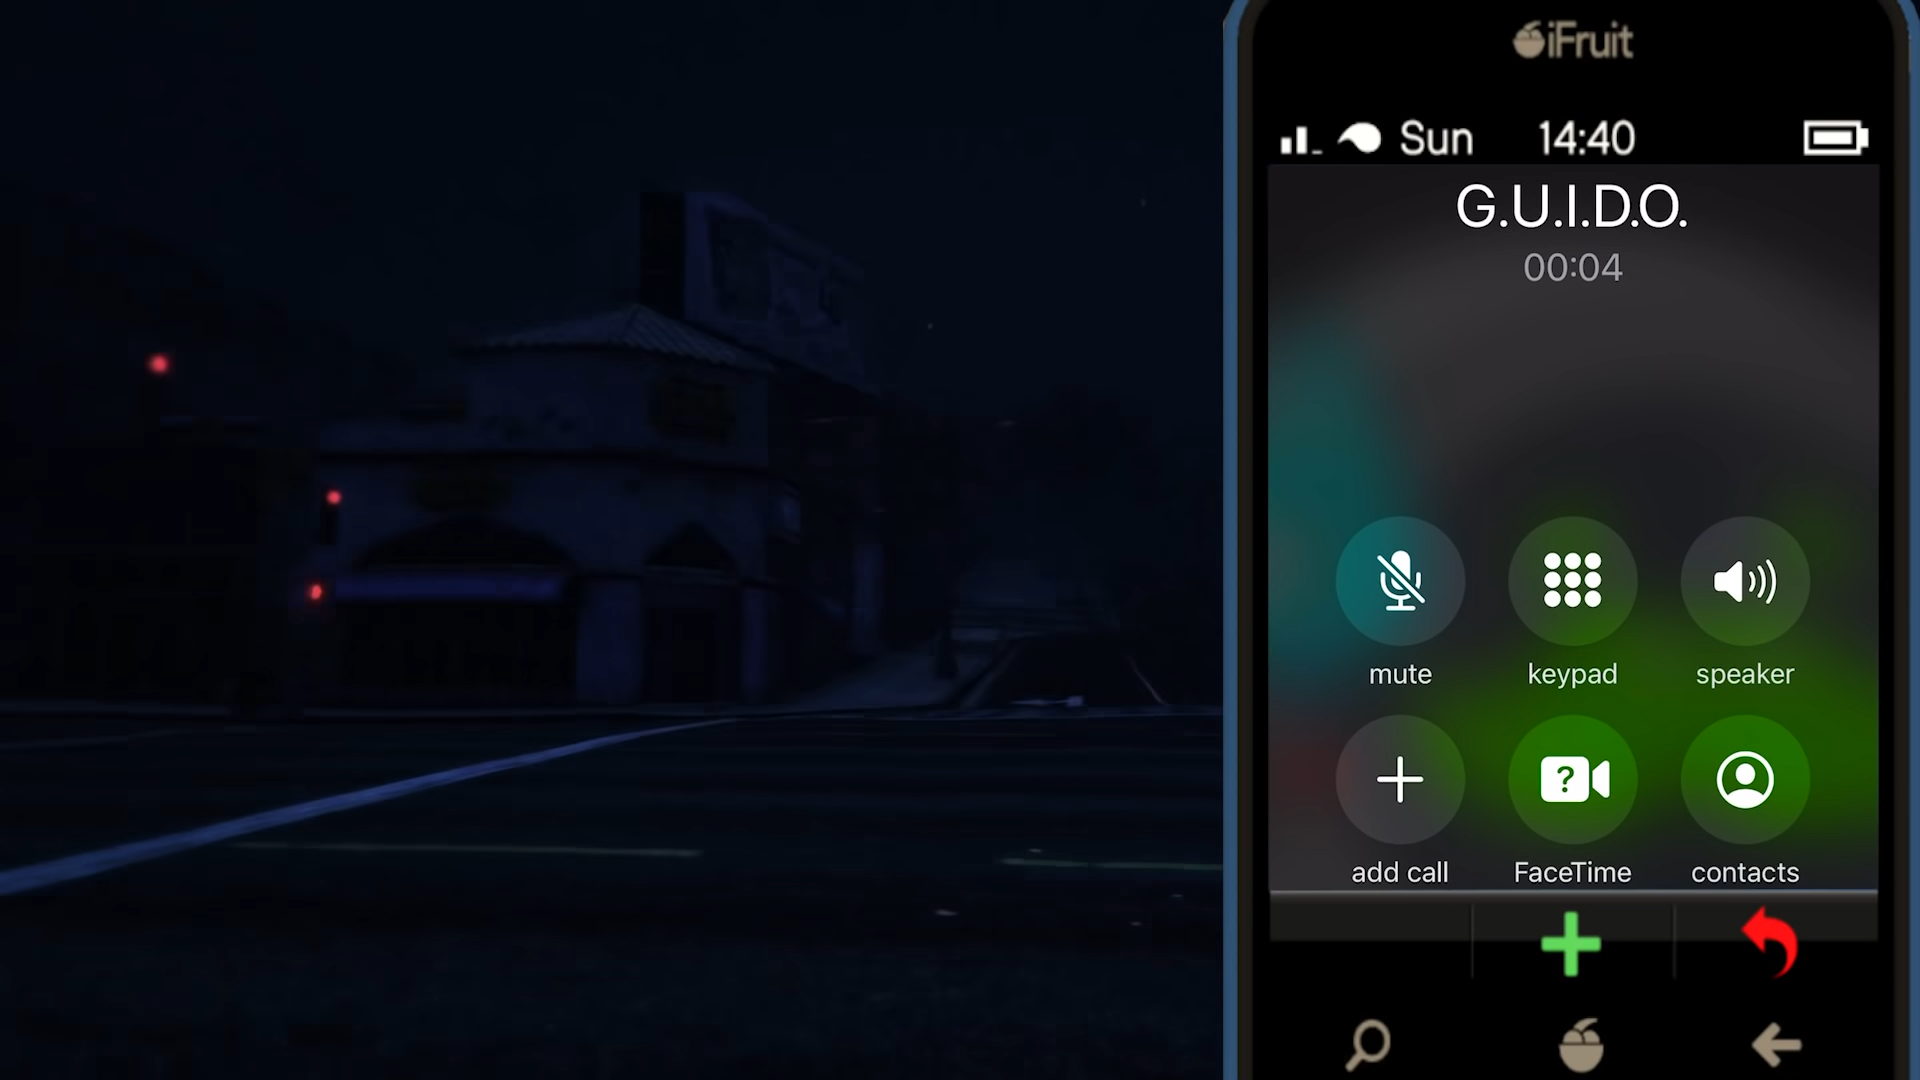 iFruit
Sun 14:40
G.U.I.D.O.
00:04
mute keypad speaker
?
add call FaceTime contacts